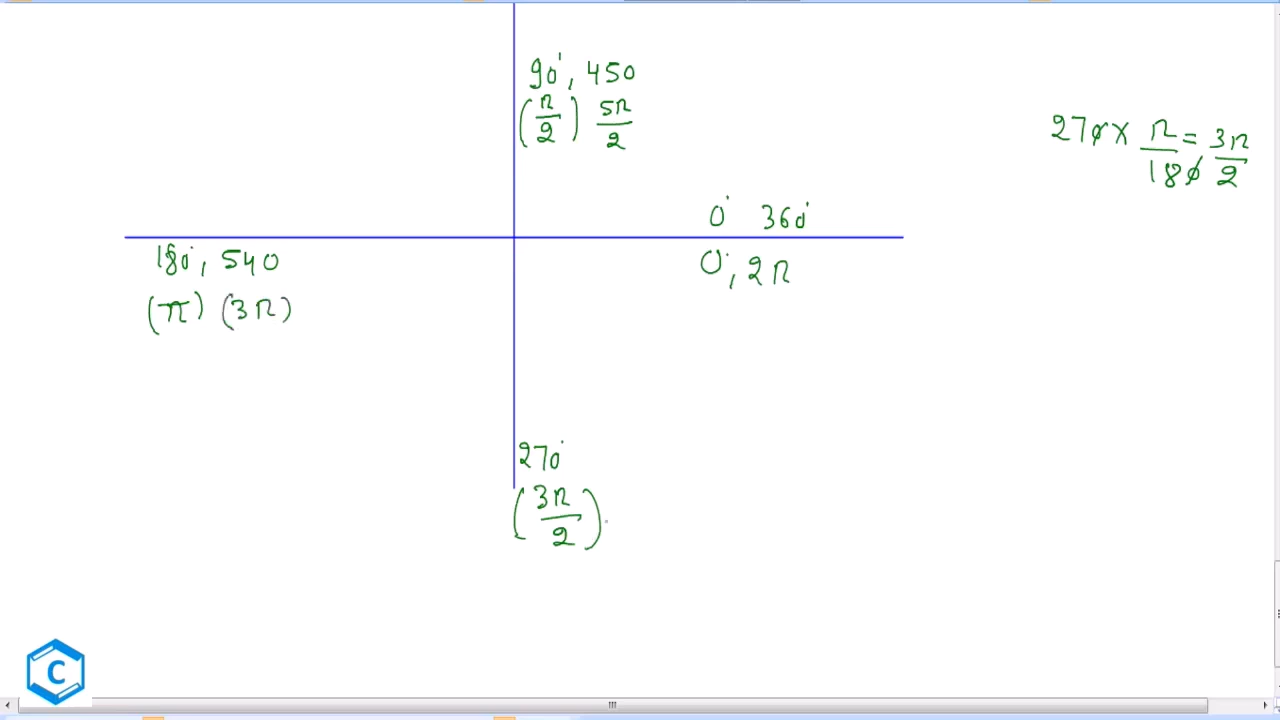 90°, 450
(π/2) 5π/2
270 × π/180 = 3π/2
0° 360°
0°, 2π
180°, 540
(π) (3π)
270°
(3π/2)
C